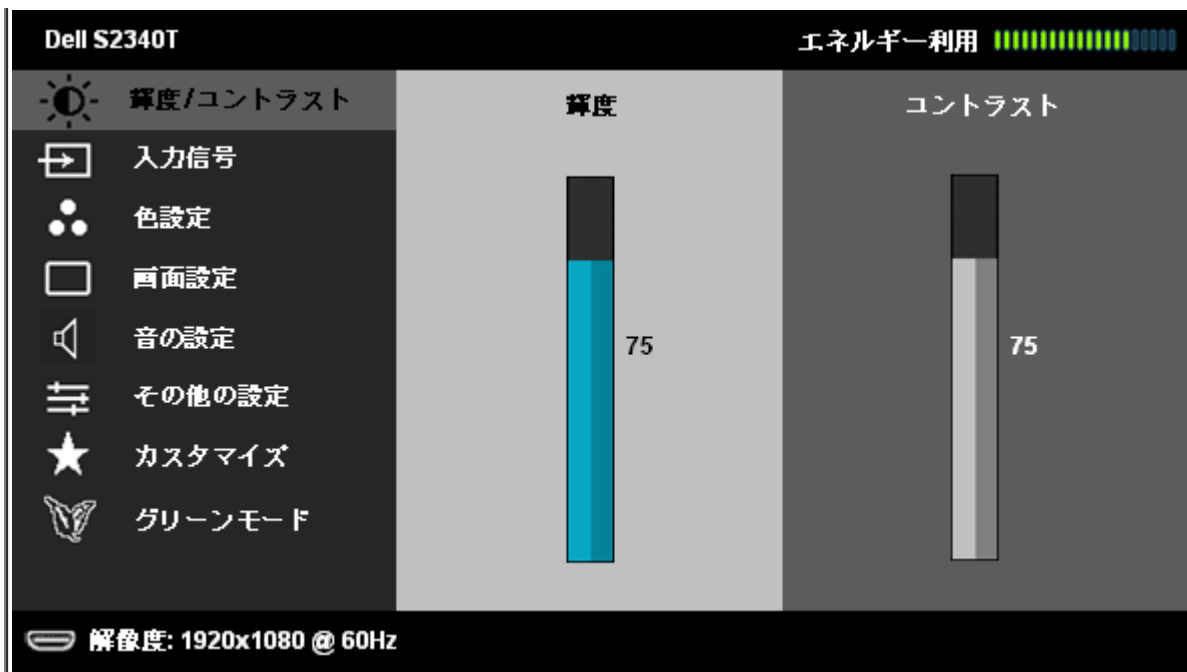 Dell S2340T
エネルギー利用
輝度/コントラスト
入力信号
色設定
画面設定
音の設定
その他の設定
カスタマイズ
グリーンモード
輝度
75
コントラスト
75
解像度: 1920x1080 @ 60Hz